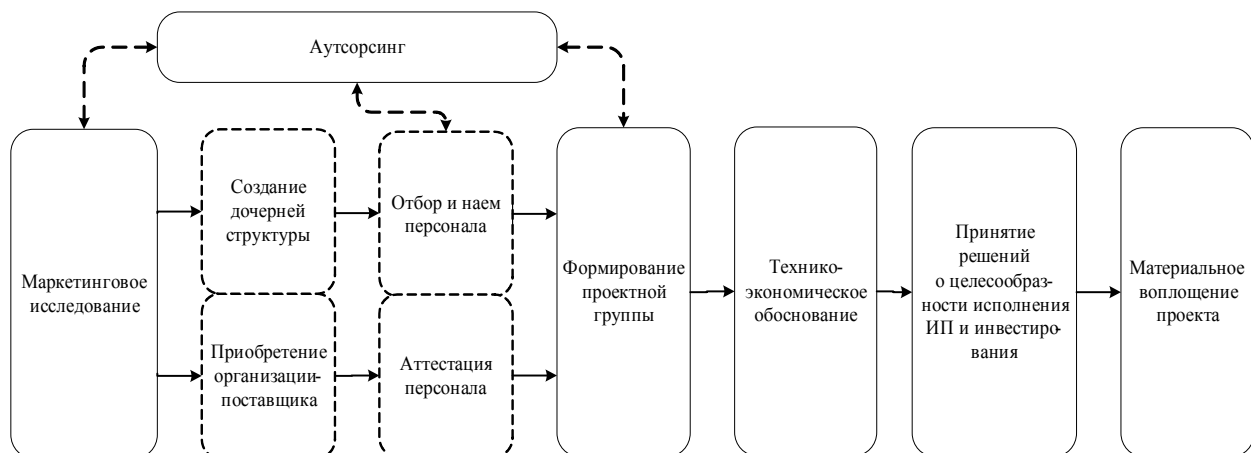 Аутсорсинг
Маркетинговое
исследование
Создание
дочерней
структуры
Отбор и наем
персонала
Приобретение
организации-
поставщика
Аттестация
персонала
Формирование
проектной
группы
Технико-
экономическое
обоснование
Принятие
решений
о целесообраз-
ности исполнения
ИП и инвестиро-
вания
Материальное
воплощение
проекта